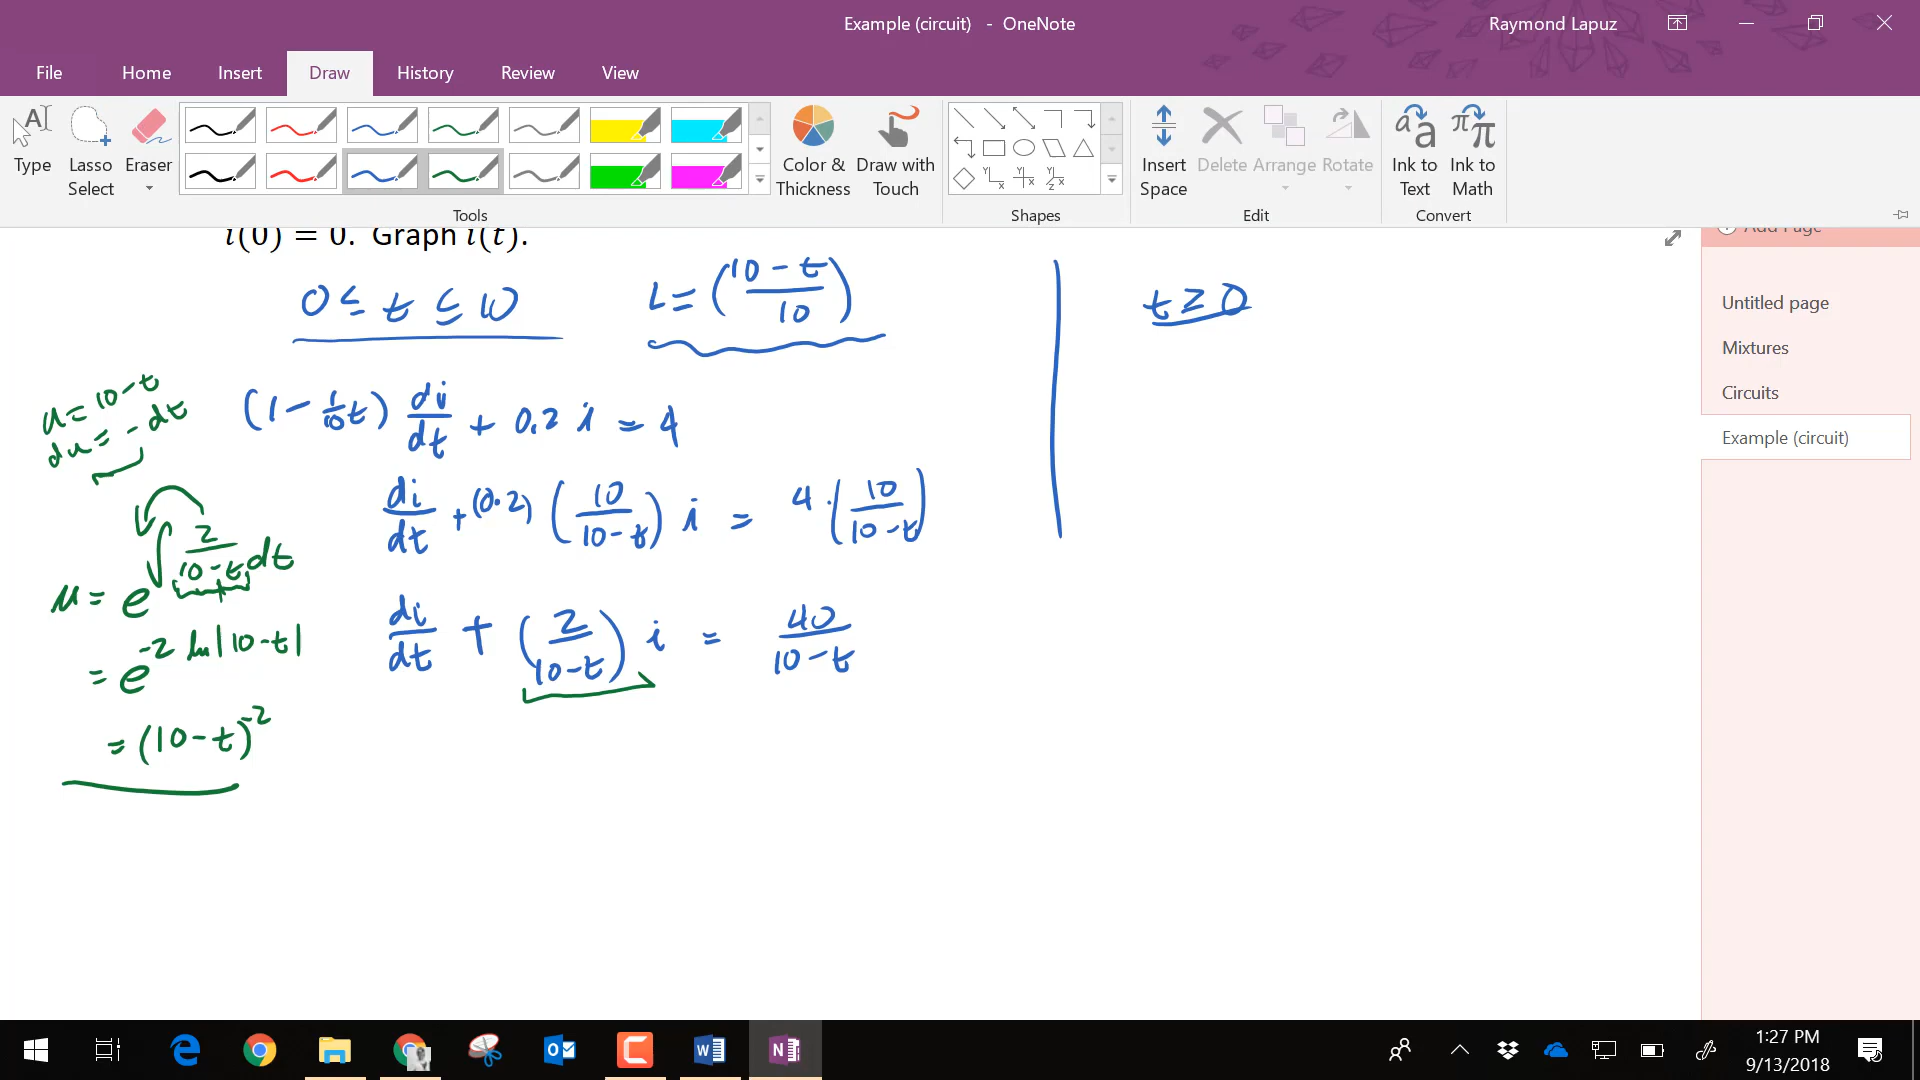 Example (circuit) - OneNote
Raymond Lapuz
File Home Insert Draw History Review View
Type
Lasso Select
Eraser
Color & Thickness
Draw with Touch
Insert Space
Delete
Arrange
Rotate
Ink to Text
Ink to Math
Tools
Shapes
Edit
Convert
i(0) = 0. Graph i(t).
0 ≤ t ≤ 10
L = ((10 - t)/10)
t ≥ 0
u = 10 - t
du = - dt
(1 - 1/10 t) di/dt + 0.2 i = 4
di/dt + (0.2) (10/(10 - t)) i = 4 · (10/(10 - t))
μ = e^∫ 2/(10 - t) dt
di/dt + (2/(10 - t)) i = 40/(10 - t)
= e^-2 ln|10 - t|
= (10 - t)^-2
Add Page
Untitled page
Mixtures
Circuits
Example (circuit)
1:27 PM
9/13/2018